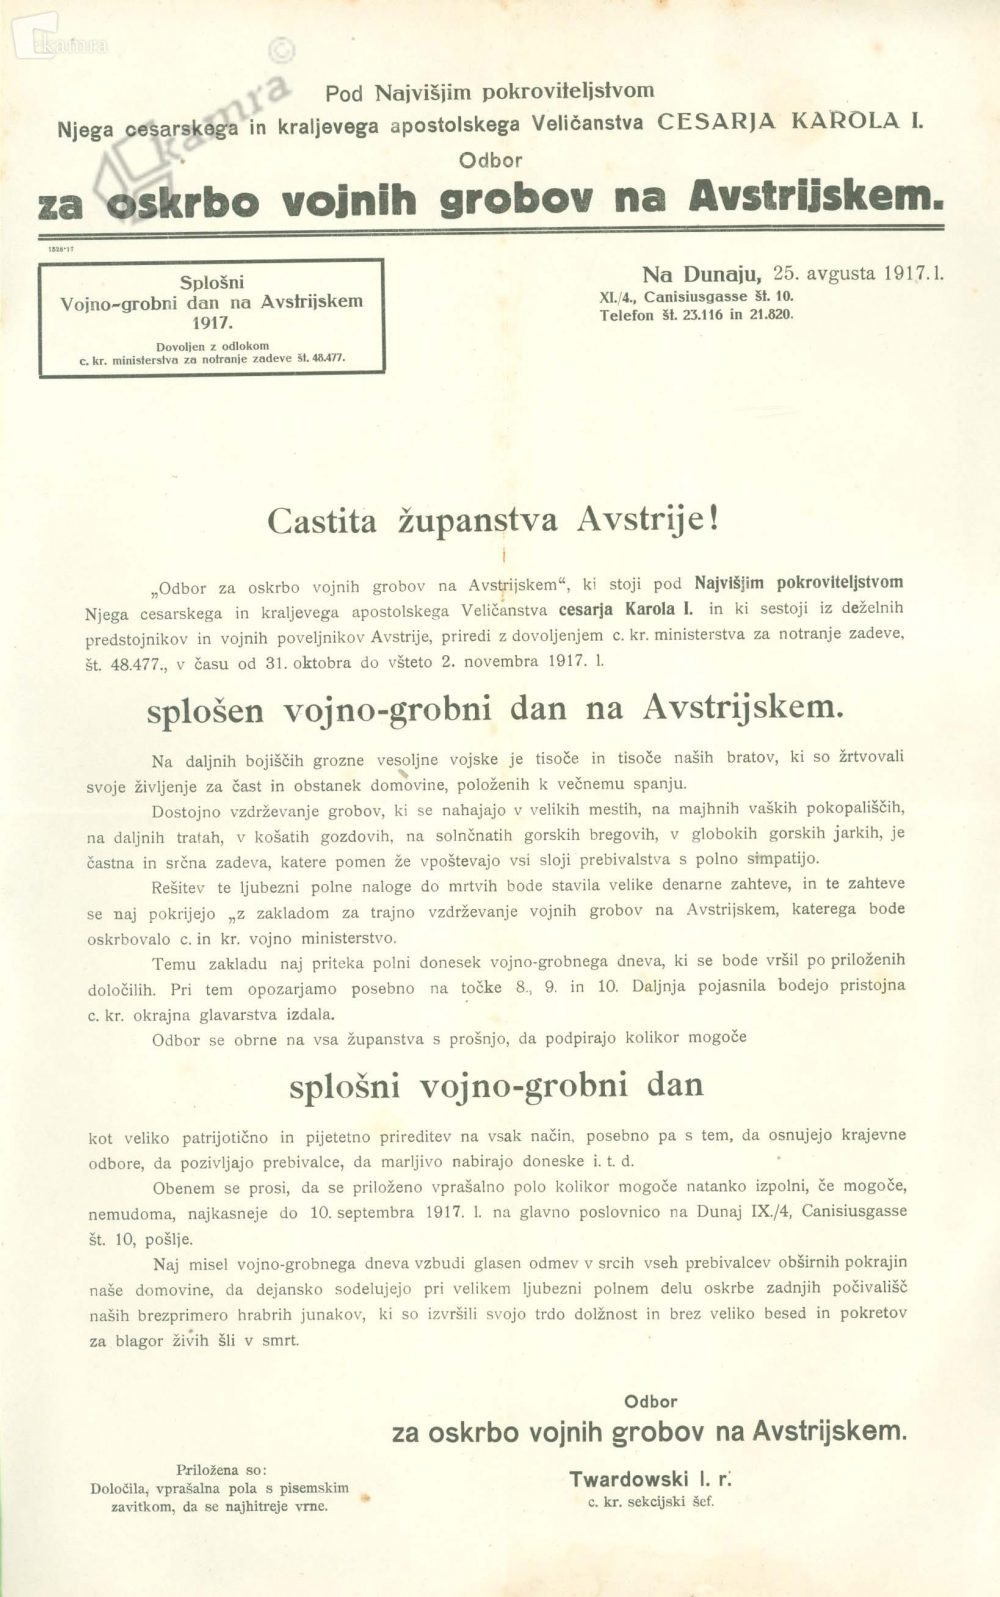 kamra
©
kamra
Pod Najvišjim pokroviteljstvom
Njega cesarskega in kraljevega apostolskega Veličanstva CESARJA KAROLA I.
Odbor
za oskrbo vojnih grobov na Avstrijskem.
1528-17
Splošni
Vojno-grobni dan na Avstrijskem
1917.
Dovoljen z odlokom
c. kr. ministerstva za notranje zadeve št. 48.477.
Na Dunaju, 25. avgusta 1917. l.
XI./4., Canisiusgasse št. 10.
Telefon št. 23.116 in 21.820.
Častita županstva Avstrije!
„Odbor za oskrbo vojnih grobov na Avstrijskem“, ki stoji pod Najvišjim pokroviteljstvom
Njega cesarskega in kraljevega apostolskega Veličanstva cesarja Karola I. in ki sestoji iz deželnih
predstojnikov in vojnih poveljnikov Avstrije, priredi z dovoljenjem c. kr. ministerstva za notranje zadeve,
št. 48.477., v času od 31. oktobra do všteto 2. novembra 1917. l.
splošen vojno-grobni dan na Avstrijskem.
Na daljnih bojiščih grozne vesoljne vojske je tisoče in tisoče naših bratov, ki so žrtvovali
svoje življenje za čast in obstanek domovine, položenih k večnemu spanju.
Dostojno vzdrževanje grobov, ki se nahajajo v velikih mestih, na majhnih vaških pokopališčih,
na daljnih tratah, v košatih gozdovih, na solnčnatih gorskih bregovih, v globokih gorskih jarkih, je
častna in srčna zadeva, katere pomen že vpoštevajo vsi sloji prebivalstva s polno simpatijo.
Rešitev te ljubezni polne naloge do mrtvih bode stavila velike denarne zahteve, in te zahteve
se naj pokrijejo „z zakladom za trajno vzdrževanje vojnih grobov na Avstrijskem, katerega bode
oskrbovalo c. in kr. vojno ministerstvo.
Temu zakladu naj priteka polni donesek vojno-grobnega dneva, ki se bode vršil po priloženih
določilih. Pri tem opozarjamo posebno na točke 8., 9. in 10. Daljnja pojasnila bodejo pristojna
c. kr. okrajna glavarstva izdala.
Odbor se obrne na vsa županstva s prošnjo, da podpirajo kolikor mogoče
splošni vojno-grobni dan
kot veliko patrijotično in pijetetno prireditev na vsak način, posebno pa s tem, da osnujejo krajevne
odbore, da pozivljajo prebivalce, da marljivo nabirajo doneske i. t. d.
Obenem se prosi, da se priloženo vprašalno polo kolikor mogoče natanko izpolni, če mogoče,
nemudoma, najkasneje do 10. septembra 1917. l. na glavno poslovnico na Dunaj IX./4, Canisiusgasse
št. 10, pošlje.
Naj misel vojno-grobnega dneva vzbudi glasen odmev v srcih vseh prebivalcev obširnih pokrajin
naše domovine, da dejansko sodelujejo pri velikem ljubezni polnem delu oskrbe zadnjih počivališč
naših brezprimero hrabrih junakov, ki so izvršili svojo trdo dolžnost in brez veliko besed in pokretov
za blagor živih šli v smrt.
Odbor
za oskrbo vojnih grobov na Avstrijskem.
Priložena so:
Določila, vprašalna pola s pisemskim
zavitkom, da se najhitreje vrne.
Twardowski l. r.
c. kr. sekcijski šef.